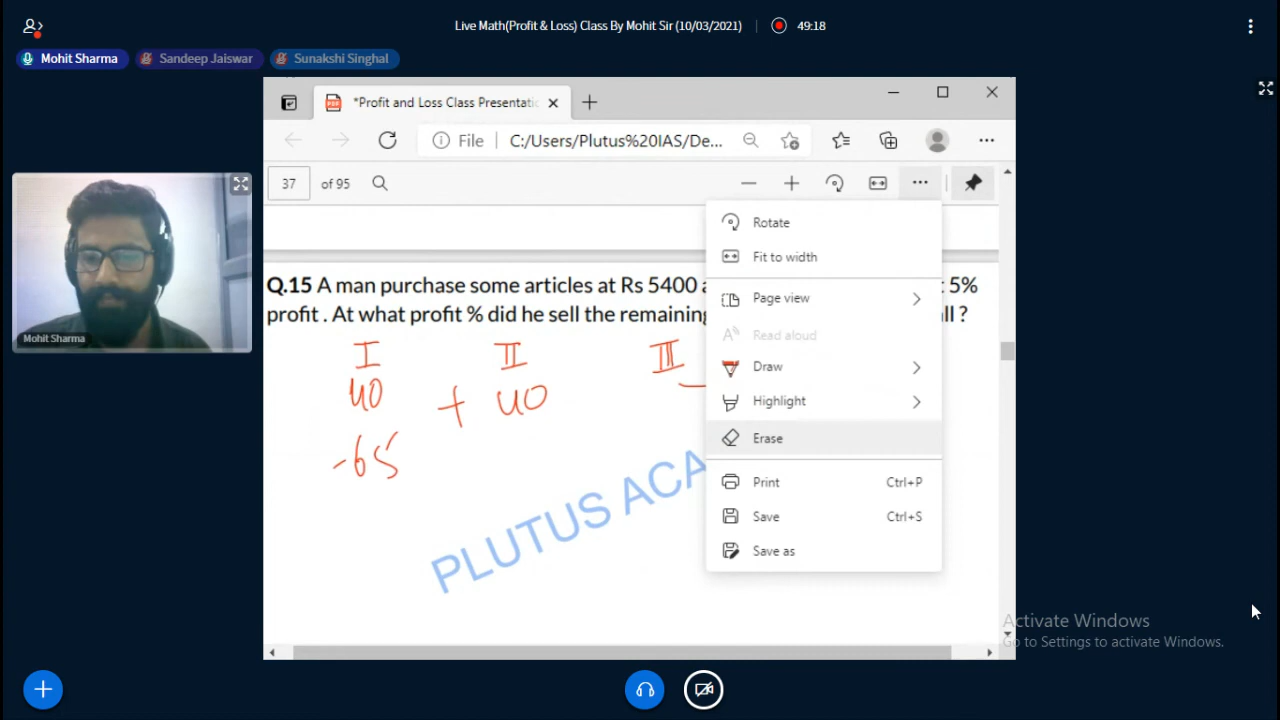 Live Math(Profit & Loss) Class By Mohit Sir (10/03/2021) 49:18
Mohit Sharma Sandeep Jaiswar Sunakshi Singhal
*Profit and Loss Class Presentatio
File C:/Users/Plutus%20IAS/De...
37 of 95
Rotate
Fit to width
Page view
Read aloud
Draw
Highlight
Erase
Print Ctrl+P
Save Ctrl+S
Save as
Q.15 A man purchase some articles at Rs 5400 5%
profit . At what profit % did he sell the remaining ll ?
I II III
40 + 40
-65
PLUTUS ACA
Mohit Sharma
Activate Windows
Go to Settings to activate Windows.